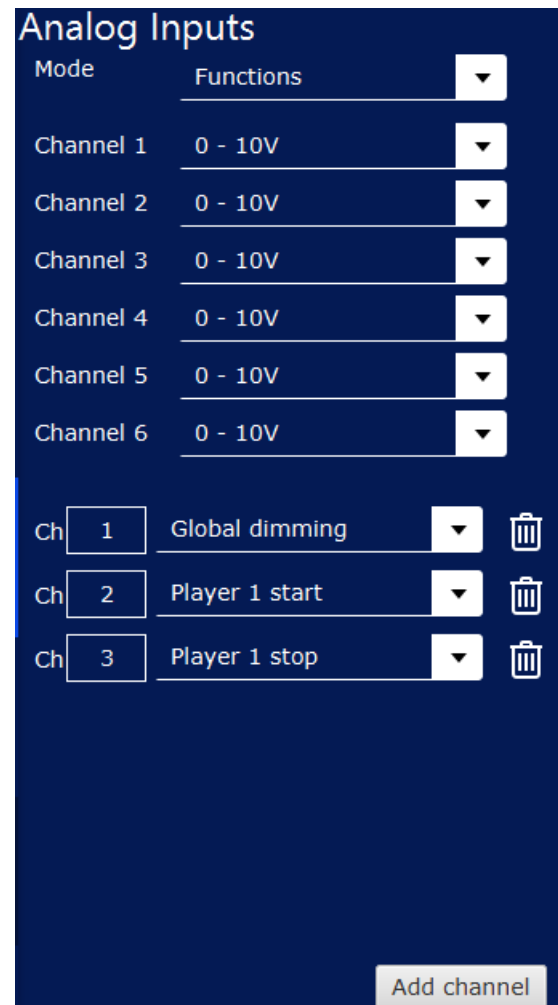 Analog Inputs
Mode Functions
Channel 1 0 - 10V
Channel 2 0 - 10V
Channel 3 0 - 10V
Channel 4 0 - 10V
Channel 5 0 - 10V
Channel 6 0 - 10V
Ch 1 Global dimming
Ch 2 Player 1 start
Ch 3 Player 1 stop
Add channel